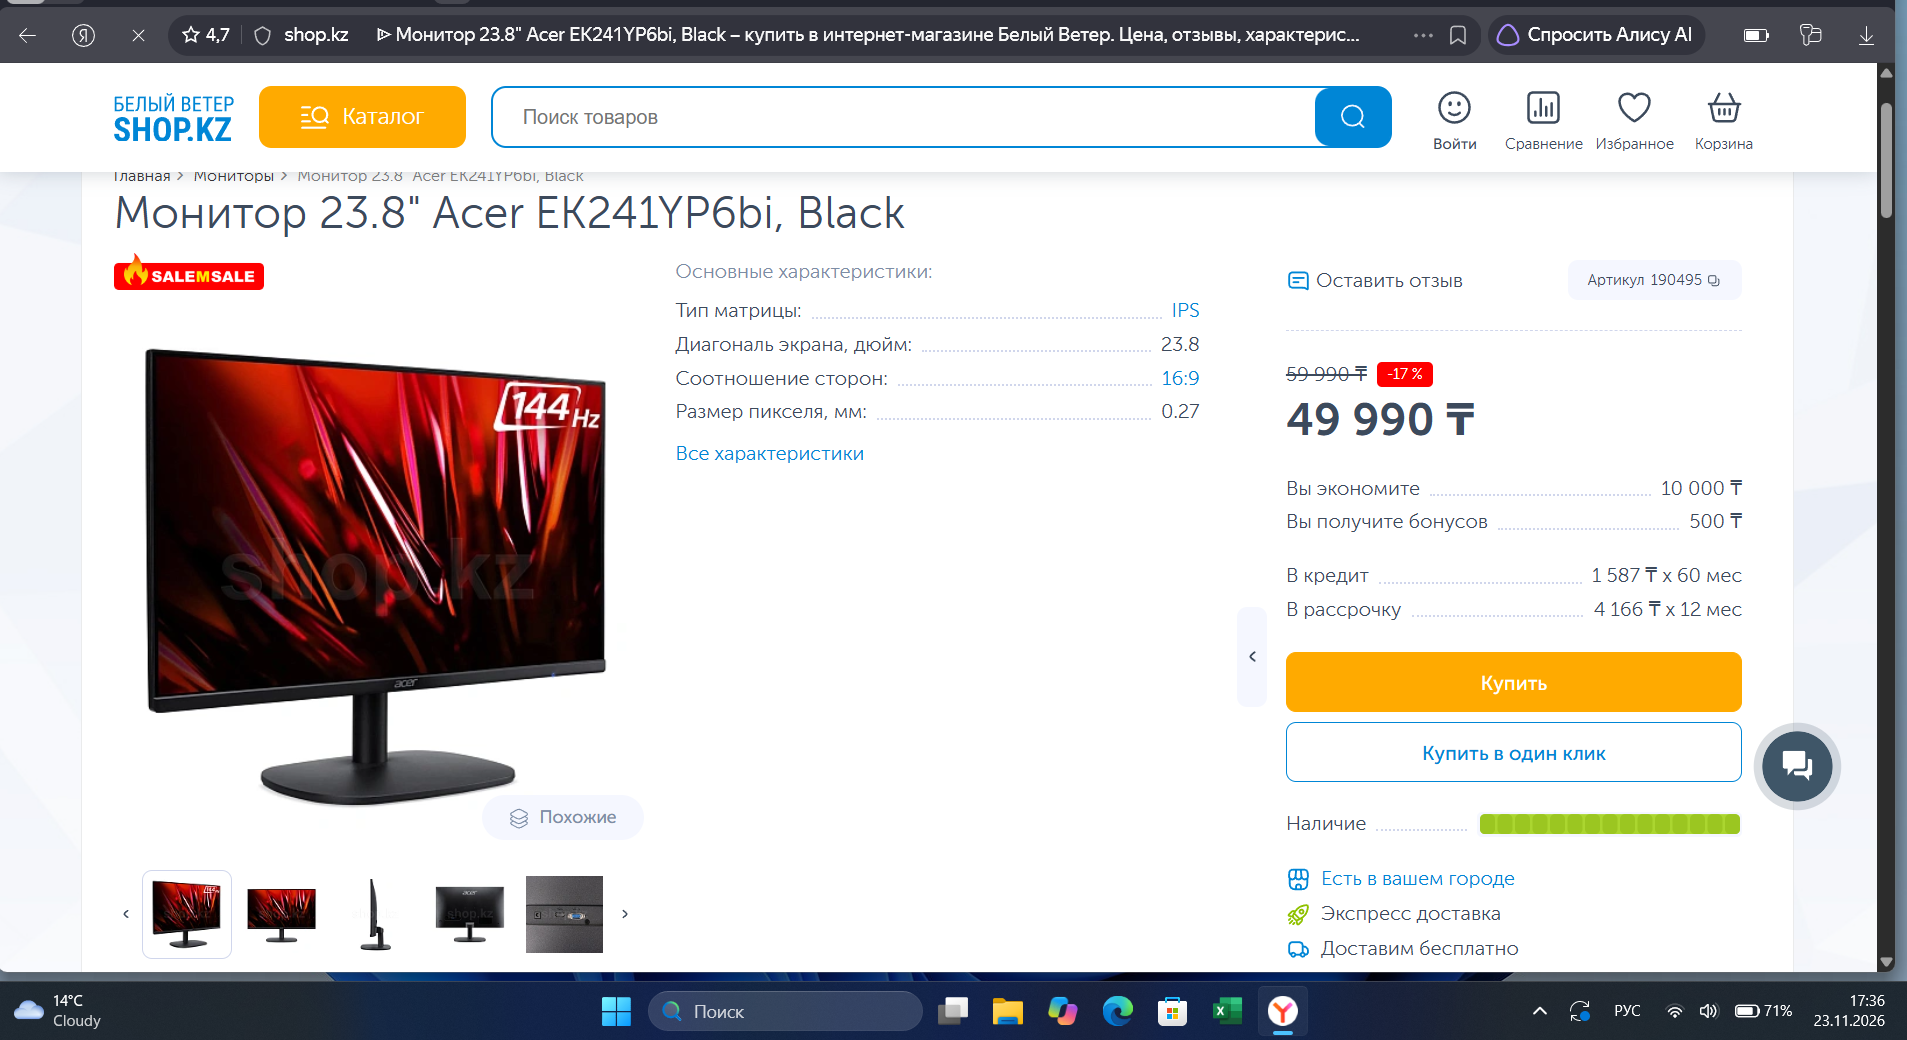 4,7
shop.kz
Монитор 23.8" Acer EK241YP6bi, Black – купить в интернет-магазине Белый Ветер. Цена, отзывы, характерис...
Спросить Алису AI
БЕЛЫЙ ВЕТЕР
SHOP.KZ
Каталог
Поиск товаров
Войти
Сравнение
Избранное
Корзина
Главная > Мониторы > Монитор 23.8" Acer EK241YP6bi, Black
Монитор 23.8" Acer EK241YP6bi, Black
SALEMSALE
144 Hz
acer
shop.kz
Похожие
Основные характеристики:
Тип матрицы: IPS
Диагональ экрана, дюйм: 23.8
Соотношение сторон: 16:9
Размер пикселя, мм: 0.27
Все характеристики
Оставить отзыв
Артикул 190495
59 990 ₸
-17 %
49 990 ₸
Вы экономите 10 000 ₸
Вы получите бонусов 500 ₸
В кредит 1 587 ₸ x 60 мес
В рассрочку 4 166 ₸ x 12 мес
Купить
Купить в один клик
Наличие
Есть в вашем городе
Экспресс доставка
Доставим бесплатно
14°C
Cloudy
Поиск
РУС
71%
17:36
23.11.2026